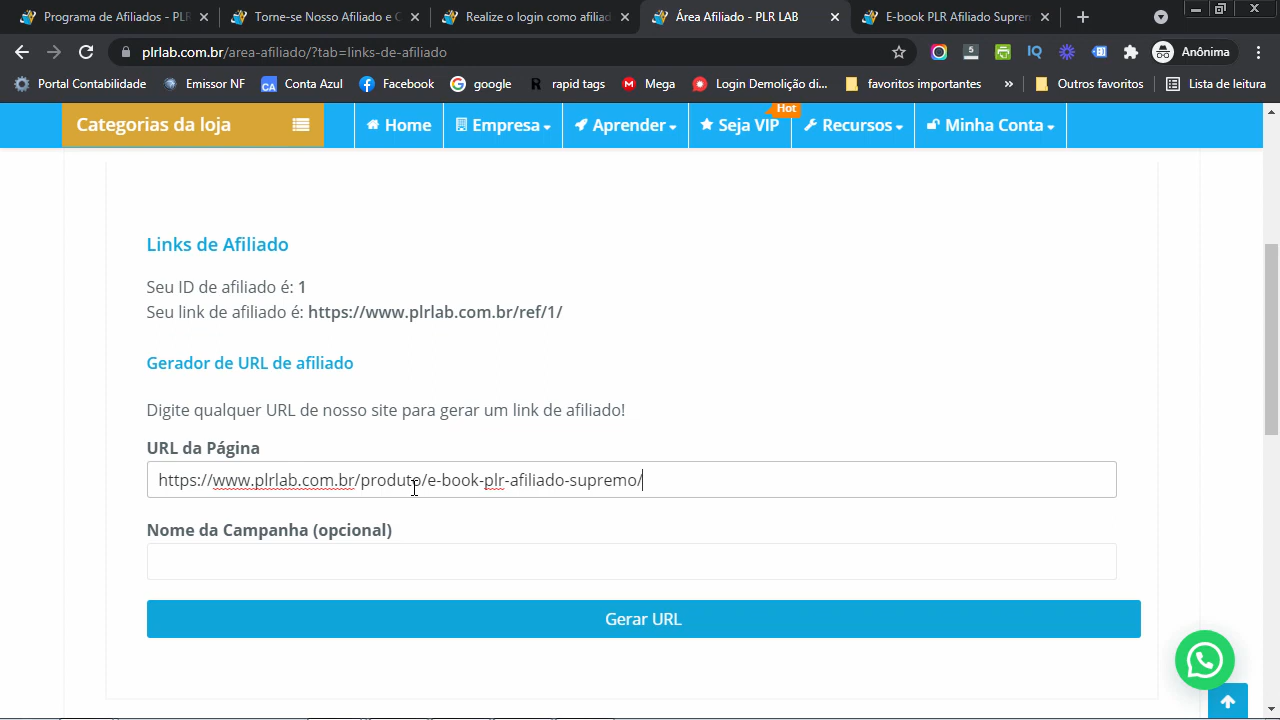 Programa de Afiliados - PLR
Torne-se Nosso Afiliado e
Realize o login como afiliad
Área Afiliado - PLR LAB
E-book PLR Afiliado Suprem
plrlab.com.br/area-afiliado/?tab=links-de-afiliado
5
IQ
Anônima
Portal Contabilidade
Emissor NF
CA Conta Azul
Facebook
google
R rapid tags
M Mega
Login Demolição di...
favoritos importantes
»
Outros favoritos
Lista de leitura
Categorias da loja
Home
Empresa
Aprender
Seja VIP
Hot
Recursos
Minha Conta
Links de Afiliado
Seu ID de afiliado é: 1
Seu link de afiliado é: https://www.plrlab.com.br/ref/1/
Gerador de URL de afiliado
Digite qualquer URL de nosso site para gerar um link de afiliado!
URL da Página
https://www.plrlab.com.br/produto/e-book-plr-afiliado-supremo/
Nome da Campanha (opcional)
Gerar URL